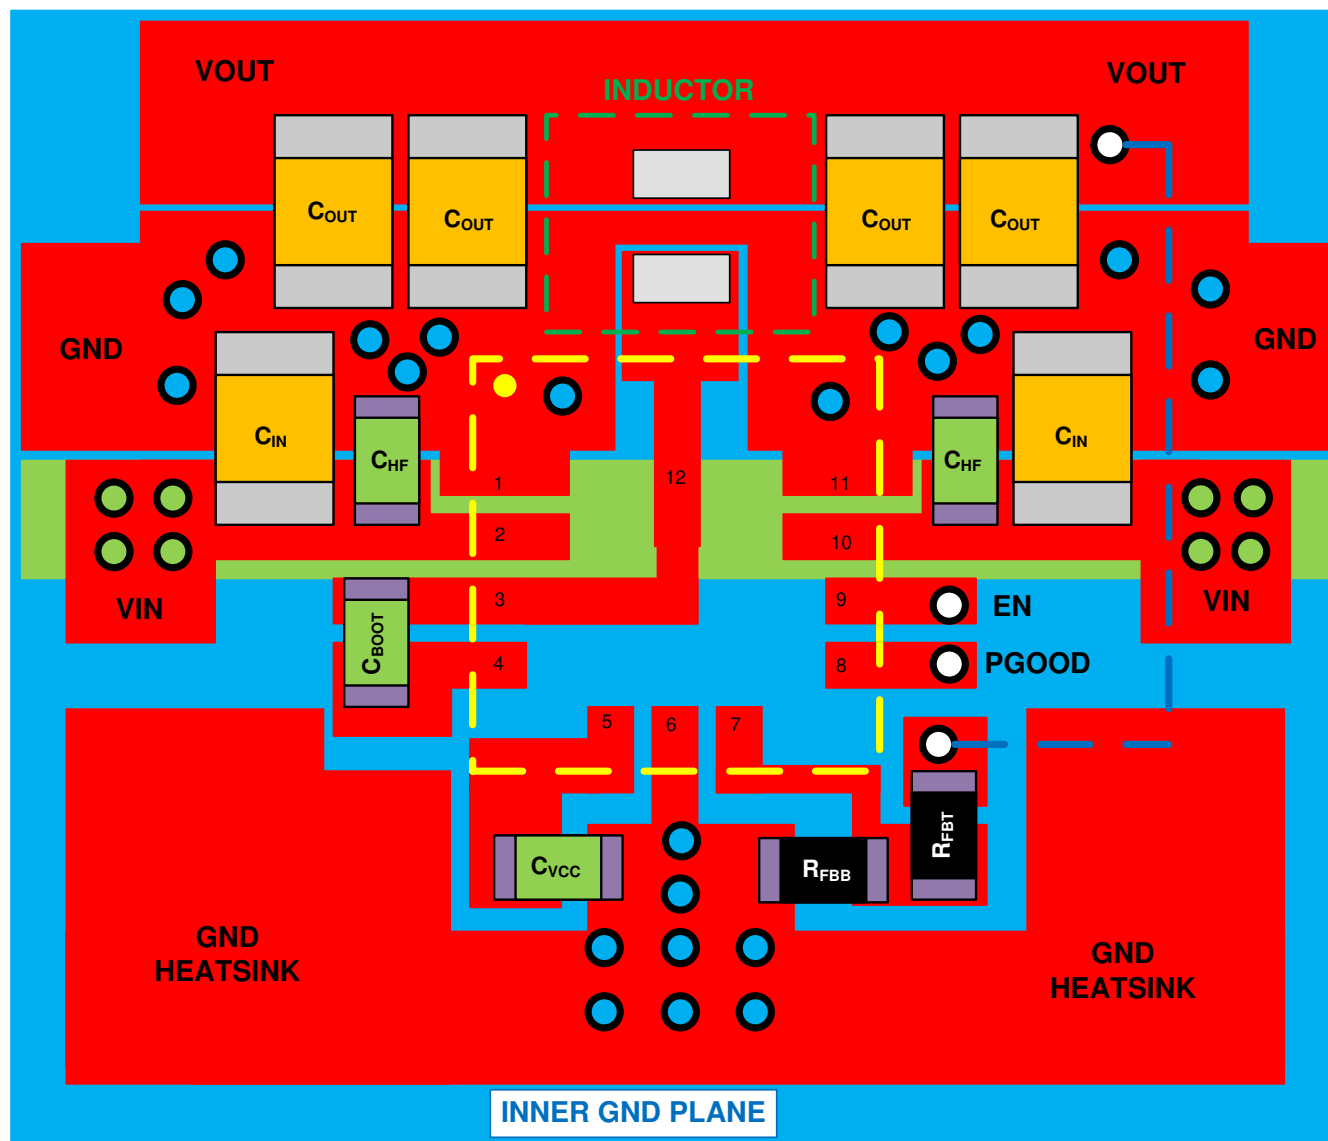 VOUT
VOUT
INDUCTOR
COUT
COUT
COUT
COUT
GND
GND
CIN
CHF
CHF
CIN
1
12
11
2
10
VIN
3
9
EN
VIN
CBOOT
4
8
PGOOD
5
6
7
CVCC
RFBB
RFBT
GND
HEATSINK
GND
HEATSINK
INNER GND PLANE